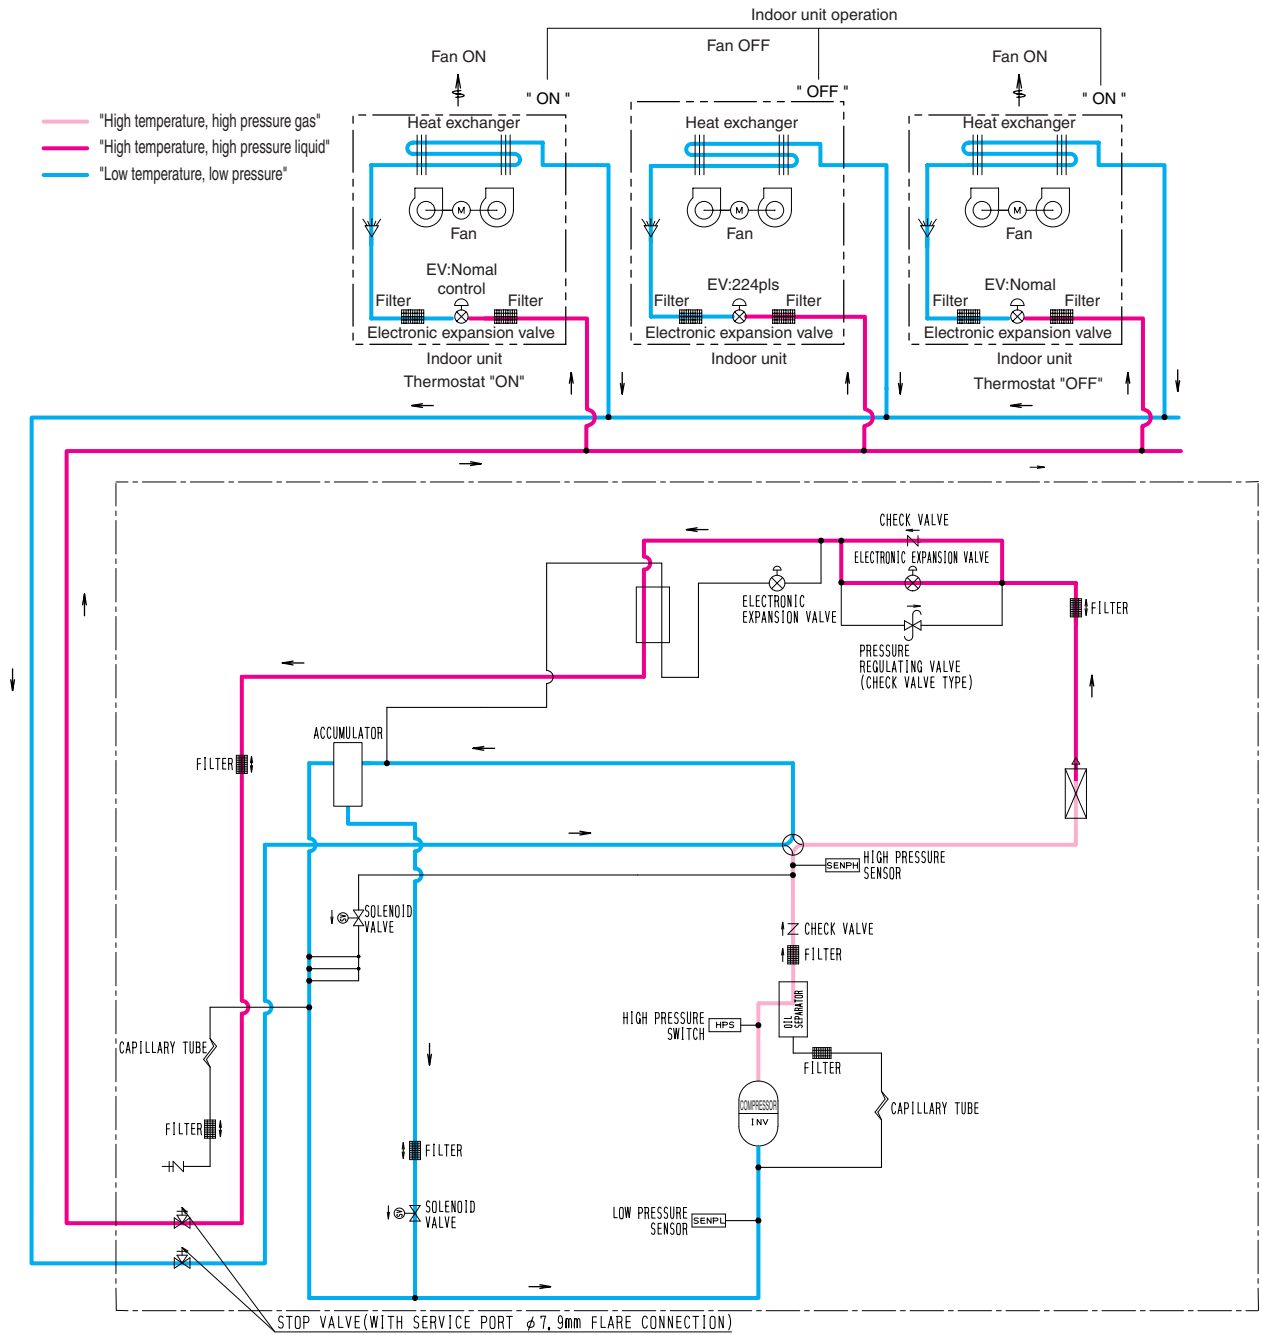 Indoor unit operation
Fan OFF
Fan ON
Fan ON
" ON "
" OFF "
" ON "
"High temperature, high pressure gas"
"High temperature, high pressure liquid"
"Low temperature, low pressure"
Heat exchanger
M
Fan
EV:Nomal
control
Filter
Filter
Electronic expansion valve
Indoor unit
Thermostat "ON"
Heat exchanger
M
Fan
EV:224pls
Filter
Filter
Electronic expansion valve
Indoor unit
Heat exchanger
M
Fan
EV:Nomal
Filter
Filter
Electronic expansion valve
Indoor unit
Thermostat "OFF"
CHECK VALVE
ELECTRONIC EXPANSION VALVE
ELECTRONIC
EXPANSION VALVE
FILTER
PRESSURE
REGULATING VALVE
(CHECK VALVE TYPE)
ACCUMULATOR
FILTER
SENPH
HIGH PRESSURE
SENSOR
SOLENOID
VALVE
CHECK VALVE
FILTER
OIL
SEPARATOR
HIGH PRESSURE
SWITCH
HPS
CAPILLARY TUBE
FILTER
COMPRESSOR
INV
CAPILLARY TUBE
FILTER
FILTER
SOLENOID
VALVE
LOW PRESSURE
SENSOR
SENPL
STOP VALVE(WITH SERVICE PORT φ7,9mm FLARE CONNECTION)